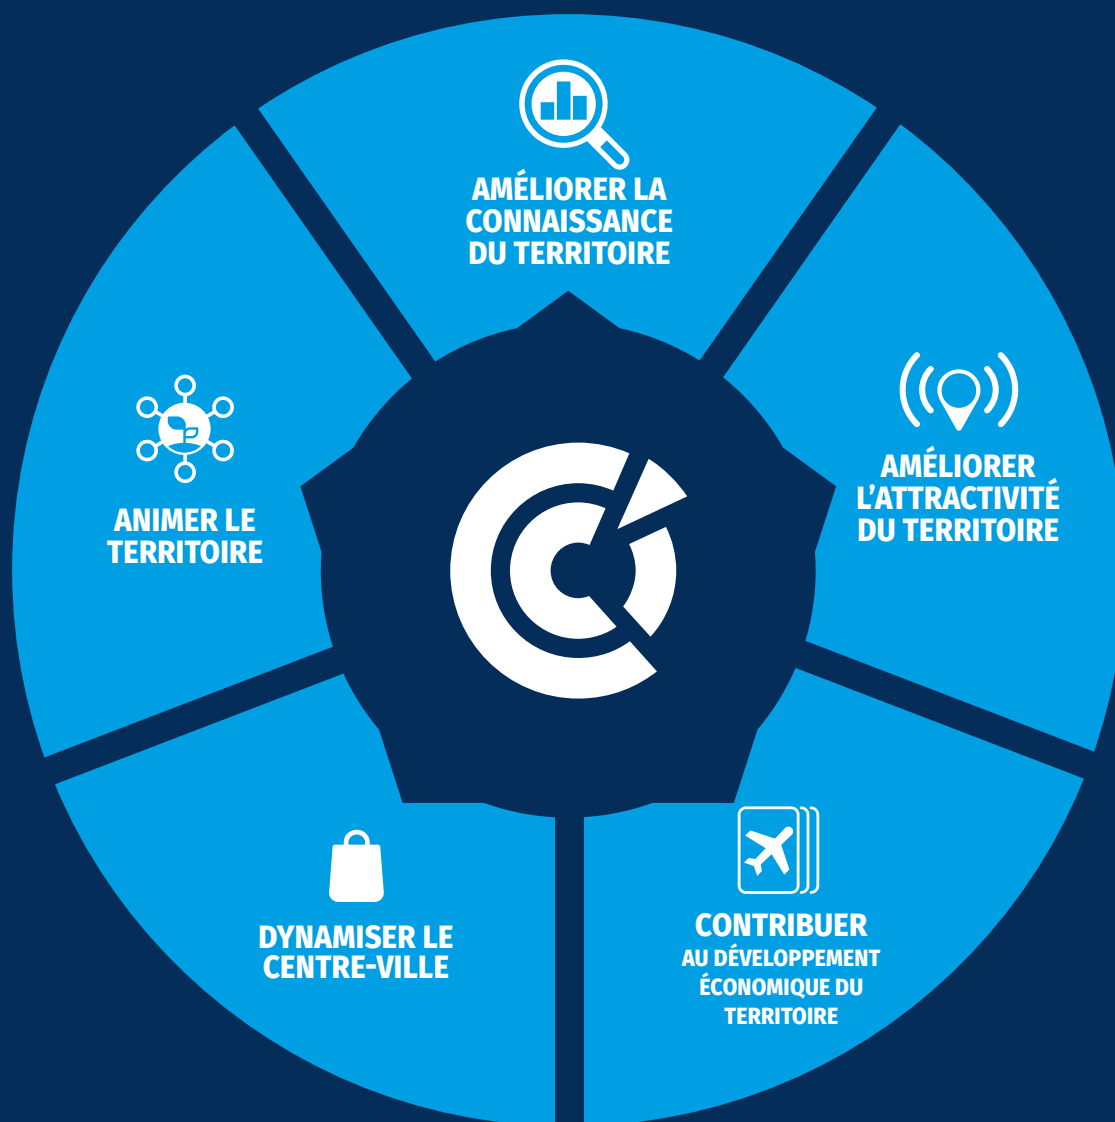 AMÉLIORER LA
CONNAISSANCE
DU TERRITOIRE
AMÉLIORER
L'ATTRACTIVITÉ
DU TERRITOIRE
CONTRIBUER
AU DÉVELOPPEMENT
ÉCONOMIQUE DU
TERRITOIRE
DYNAMISER LE
CENTRE-VILLE
ANIMER LE
TERRITOIRE